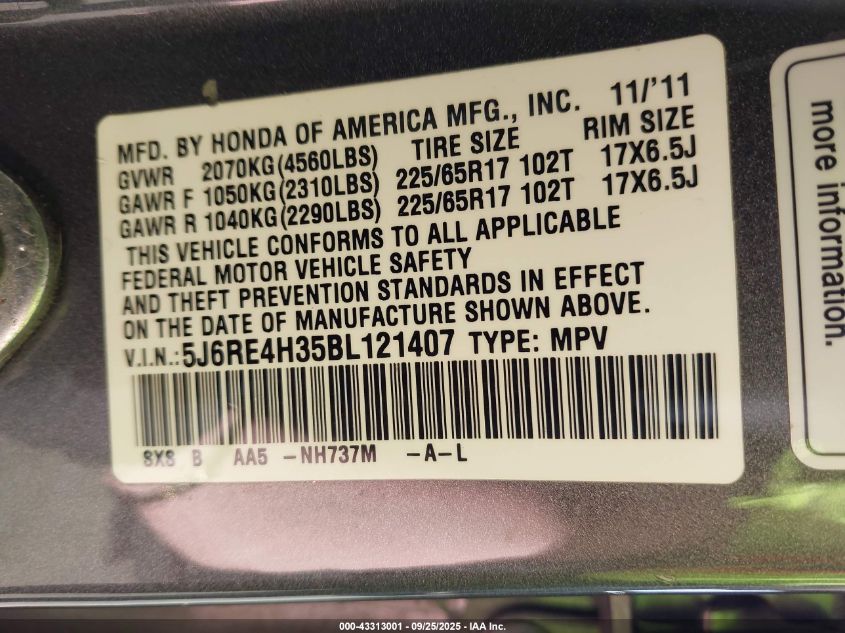 MFD. BY HONDA OF AMERICA MFG., INC. 11/'11
GVWR 2070KG(4560LBS) TIRE SIZE RIM SIZE
GAWR F 1050KG(2310LBS) 225/65R17 102T 17X6.5J
GAWR R 1040KG(2290LBS) 225/65R17 102T 17X6.5J
THIS VEHICLE CONFORMS TO ALL APPLICABLE
FEDERAL MOTOR VEHICLE SAFETY
AND THEFT PREVENTION STANDARDS IN EFFECT
ON THE DATE OF MANUFACTURE SHOWN ABOVE.
V.I.N.:5J6RE4H35BL121407 TYPE: MPV
SXS B AA5 -NH737M -A-L
more information.
000-43313001 - 09/25/2025 - IAA Inc.